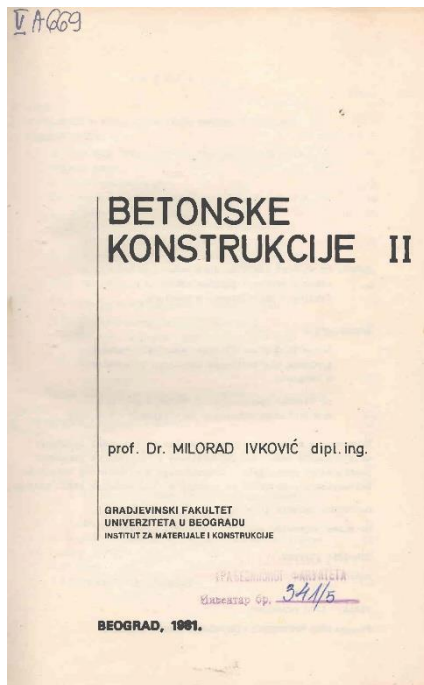 V A669
BETONSKE
KONSTRUKCIJE II
prof. Dr. MILORAD IVKOVIĆ dipl. ing.
GRADJEVINSKI FAKULTET
UNIVERZITETA U BEOGRADU
INSTITUT ZA MATERIJALE I KONSTRUKCIJE
ФАКУЛТЕТА
Инвентар бр. 341/5
BEOGRAD, 1981.